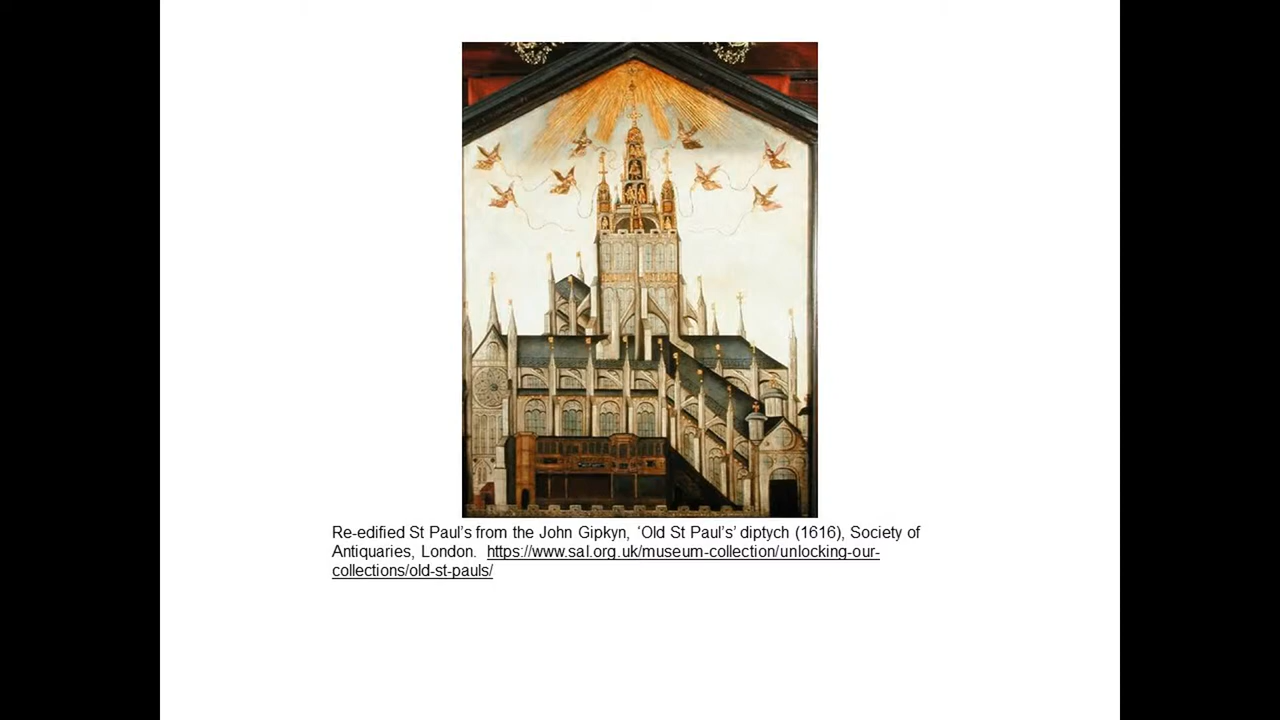 Re-edified St Paul’s from the John Gipkyn, ‘Old St Paul’s’ diptych (1616), Society of
Antiquaries, London. https://www.sal.org.uk/museum-collection/unlocking-our-
collections/old-st-pauls/